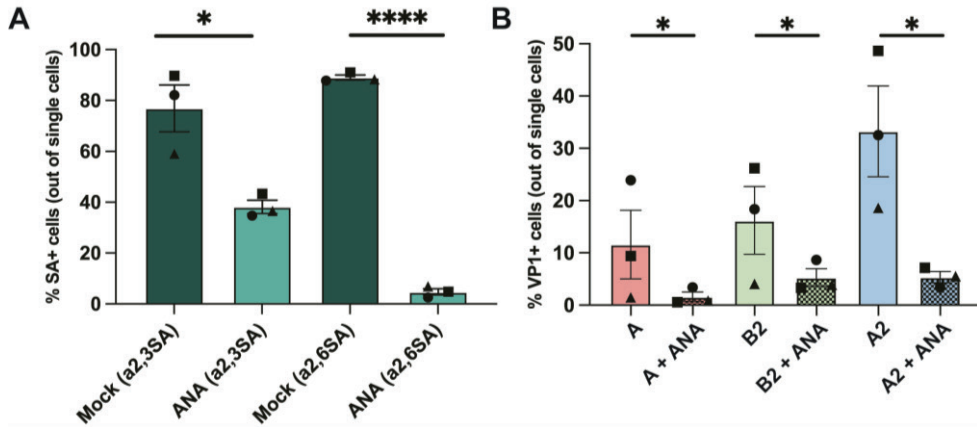 A
* ****
% SA+ cells (out of single cells)
100
80
60
40
20
0
Mock (a2,3SA)
ANA (a2,3SA)
Mock (a2,6SA)
ANA (a2,6SA)
B
* * *
% VP1+ cells (out of single cells)
50
40
30
20
10
0
A
A + ANA
B2
B2 + ANA
A2
A2 + ANA